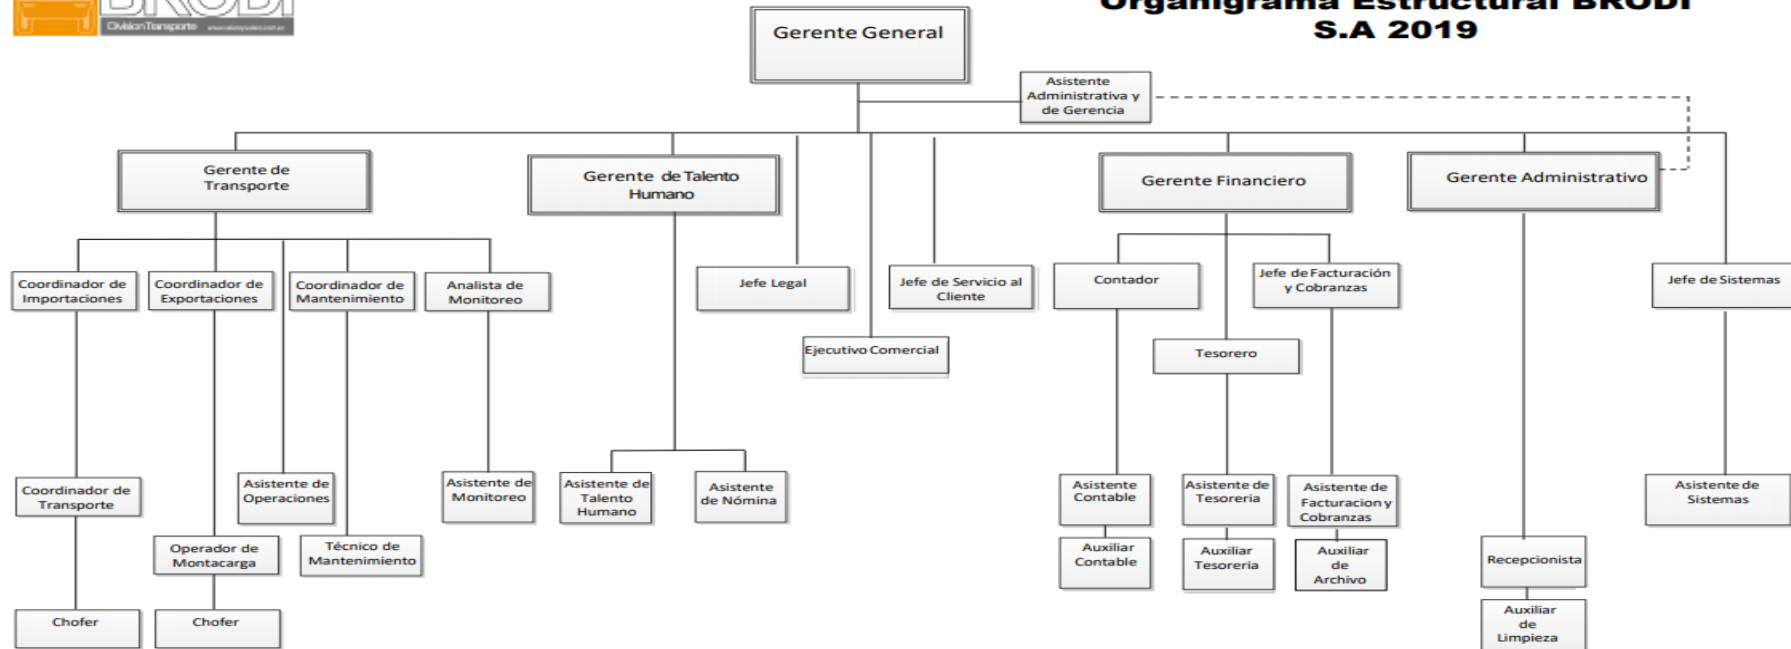 BRODI
División Transporte
Organigrama Estructural BRODI
S.A 2019
Gerente General
Asistente
Administrativa y
de Gerencia
Gerente de
Transporte
Gerente de Talento
Humano
Gerente Financiero
Gerente Administrativo
Coordinador de
Importaciones
Coordinador de
Exportaciones
Coordinador de
Mantenimiento
Analista de
Monitoreo
Jefe Legal
Jefe de Servicio al
Cliente
Contador
Jefe de Facturación
y Cobranzas
Jefe de Sistemas
Ejecutivo Comercial
Tesorero
Coordinador de
Transporte
Asistente de
Operaciones
Asistente de
Monitoreo
Asistente de
Talento
Humano
Asistente
de Nómina
Asistente
Contable
Asistente de
Tesoreria
Asistente de
Facturacion y
Cobranzas
Asistente de
Sistemas
Operador de
Montacarga
Técnico de
Mantenimiento
Auxiliar
Contable
Auxiliar
Tesoreria
Auxiliar
de
Archivo
Recepcionista
Chofer
Chofer
Auxiliar
de
Limpieza